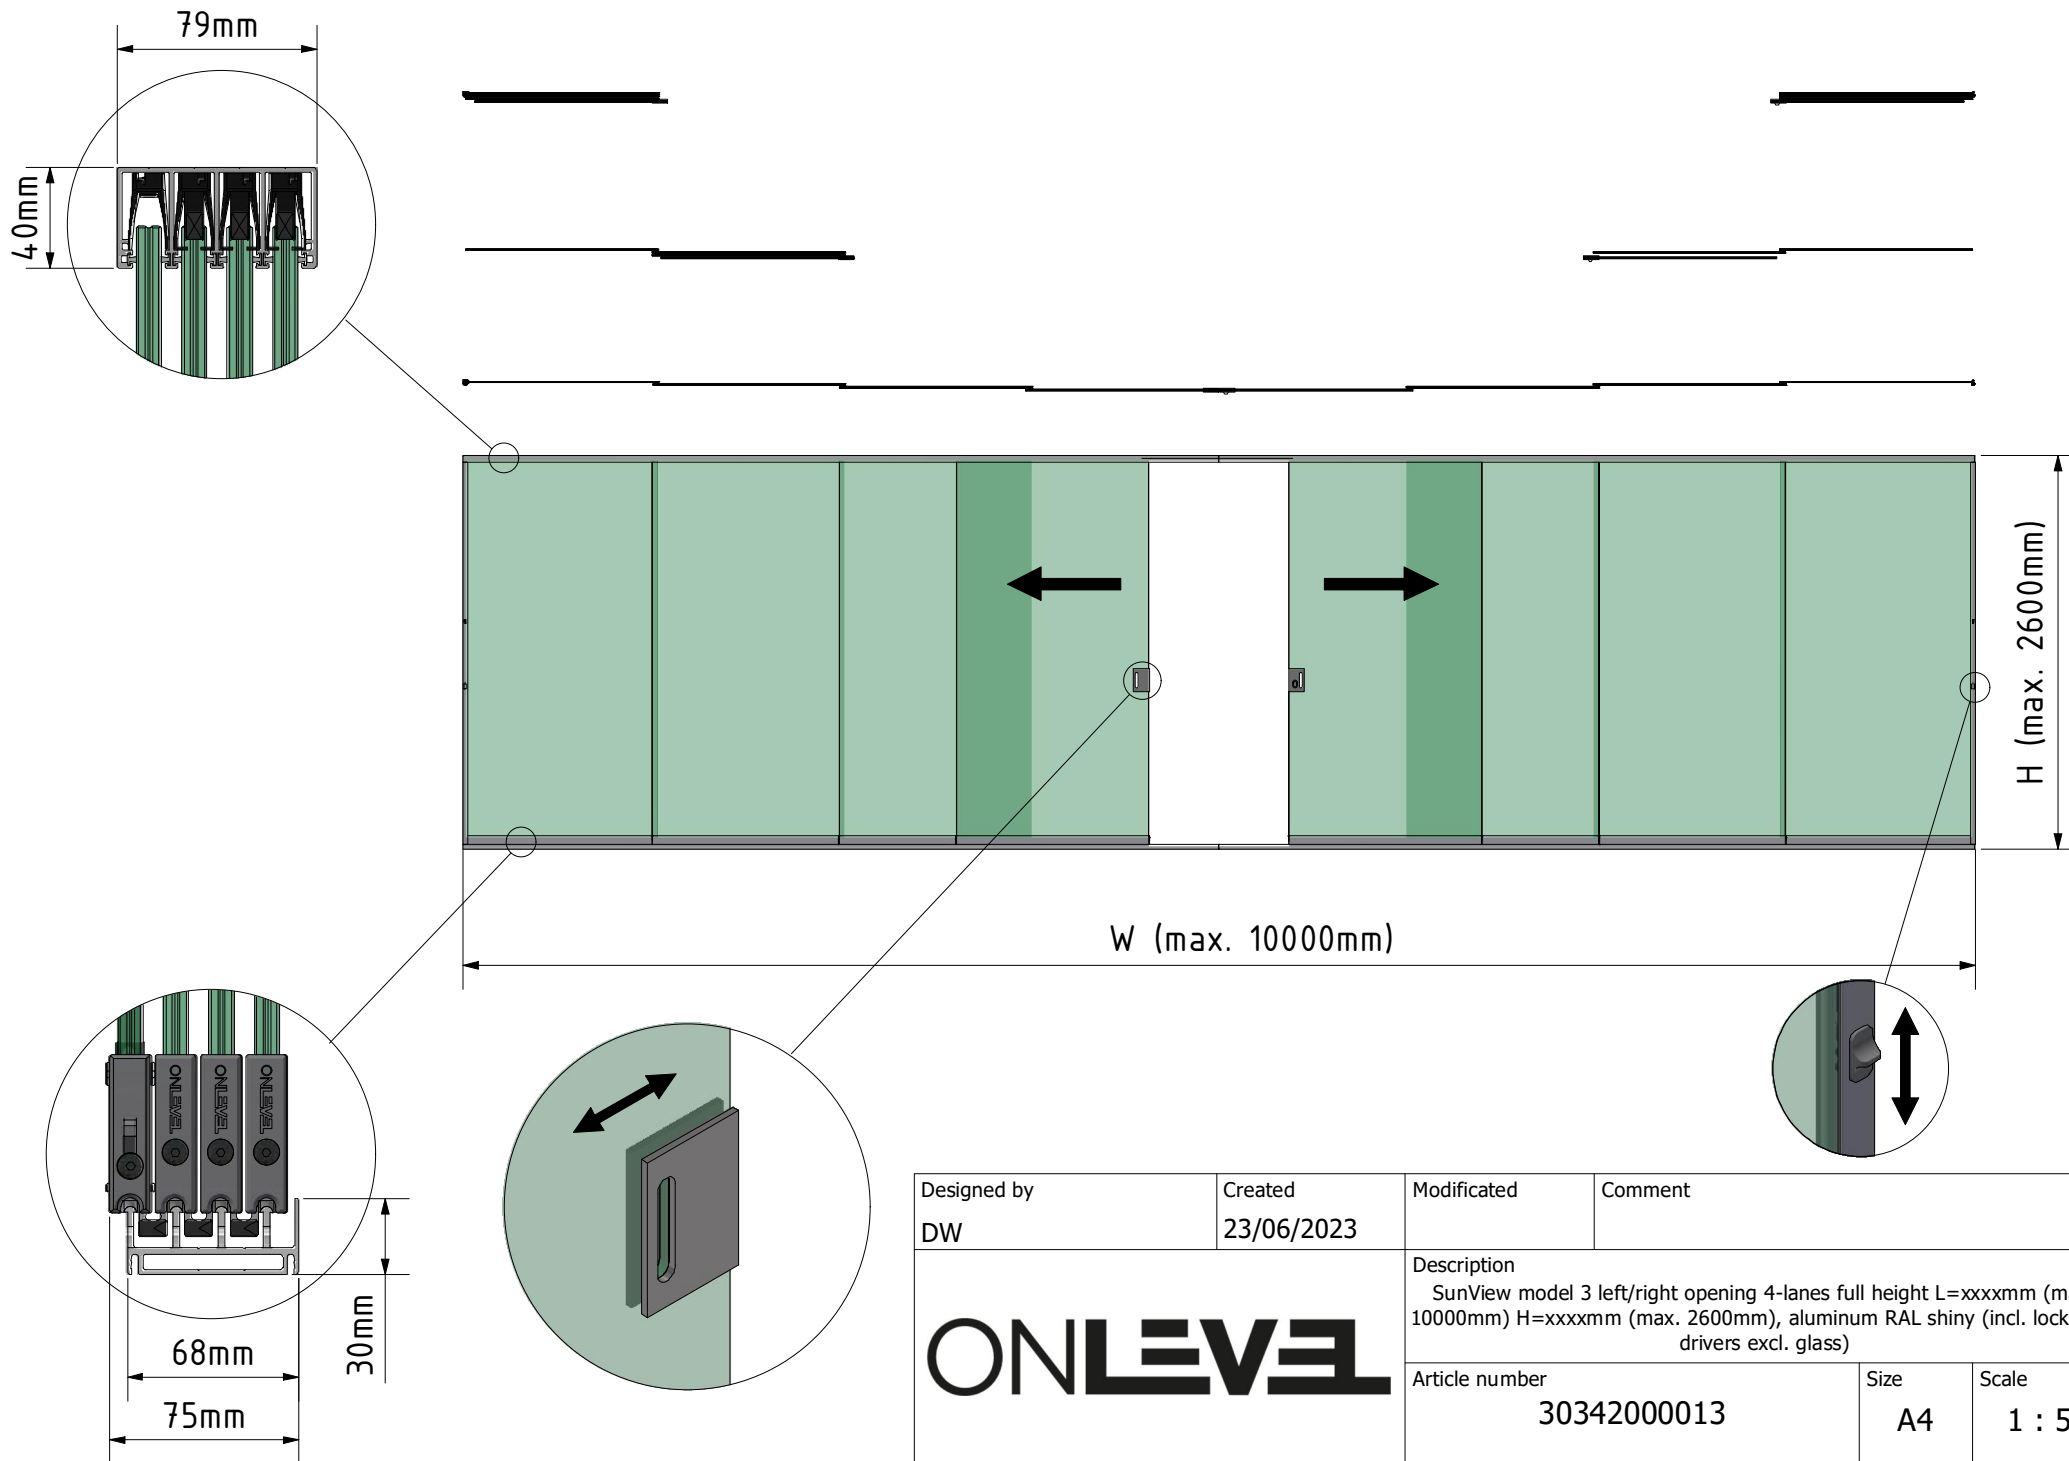 79mm
40mm
H (max. 2600mm)
W (max. 10000mm)
ONLEVEL
ONLEVEL
ONLEVEL
30mm
68mm
75mm
Designed by
DW
Created
23/06/2023
Modificated
Comment
ONLEVEL
Description
SunView model 3 left/right opening 4-lanes full height L=xxxxmm (m
10000mm) H=xxxxmm (max. 2600mm), aluminum RAL shiny (incl. lock
drivers excl. glass)
Article number
30342000013
Size
A4
Scale
1 : 5